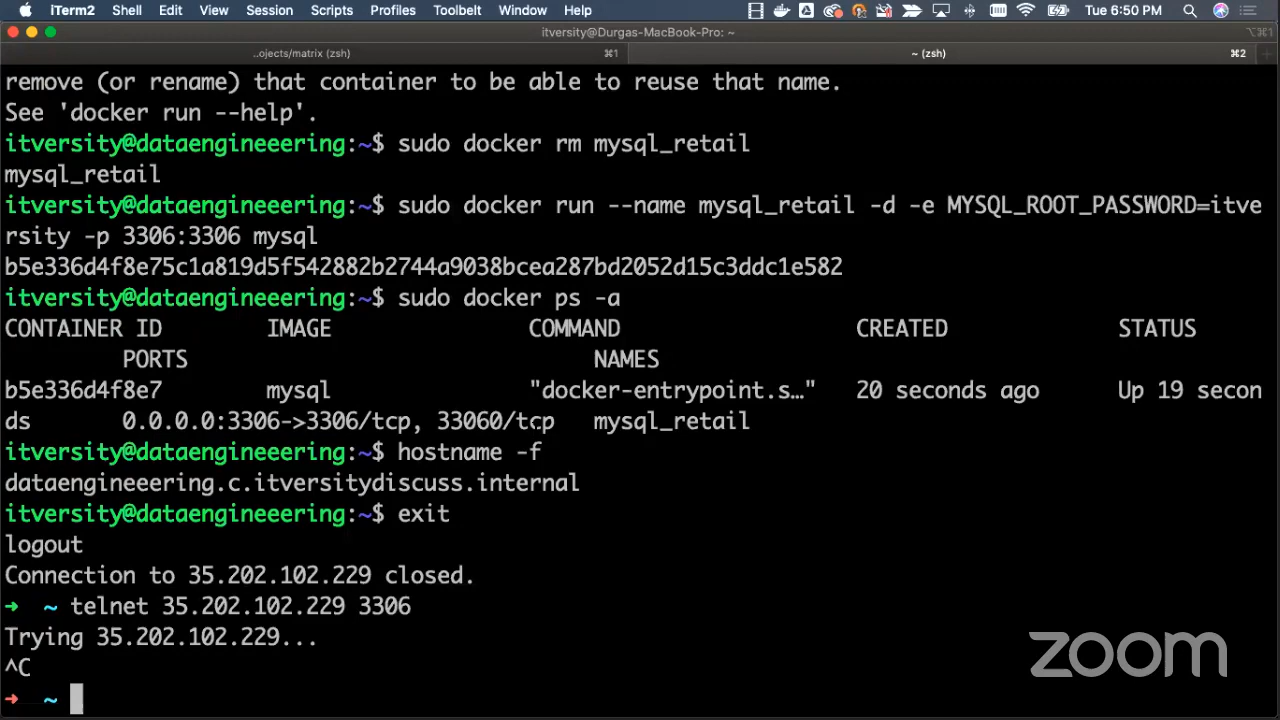 iTerm2 Shell Edit View Session Scripts Profiles Toolbelt Window Help Tue 6:50 PM
itversity@Durgas-MacBook-Pro: ~ ⌥⌘1
..ojects/matrix (zsh) ⌘1 ~ (zsh) ⌘2
remove (or rename) that container to be able to reuse that name.
See 'docker run --help'.
itversity@dataengineeering:~$ sudo docker rm mysql_retail
mysql_retail
itversity@dataengineeering:~$ sudo docker run --name mysql_retail -d -e MYSQL_ROOT_PASSWORD=itve
rsity -p 3306:3306 mysql
b5e336d4f8e75c1a819d5f542882b2744a9038bcea287bd2052d15c3ddc1e582
itversity@dataengineeering:~$ sudo docker ps -a
CONTAINER ID IMAGE COMMAND CREATED STATUS
PORTS NAMES
b5e336d4f8e7 mysql "docker-entrypoint.s…" 20 seconds ago Up 19 secon
ds 0.0.0.0:3306->3306/tcp, 33060/tcp mysql_retail
itversity@dataengineeering:~$ hostname -f
dataengineeering.c.itversitydiscuss.internal
itversity@dataengineeering:~$ exit
logout
Connection to 35.202.102.229 closed.
➜ ~ telnet 35.202.102.229 3306
Trying 35.202.102.229...
^C
➜ ~
zoom